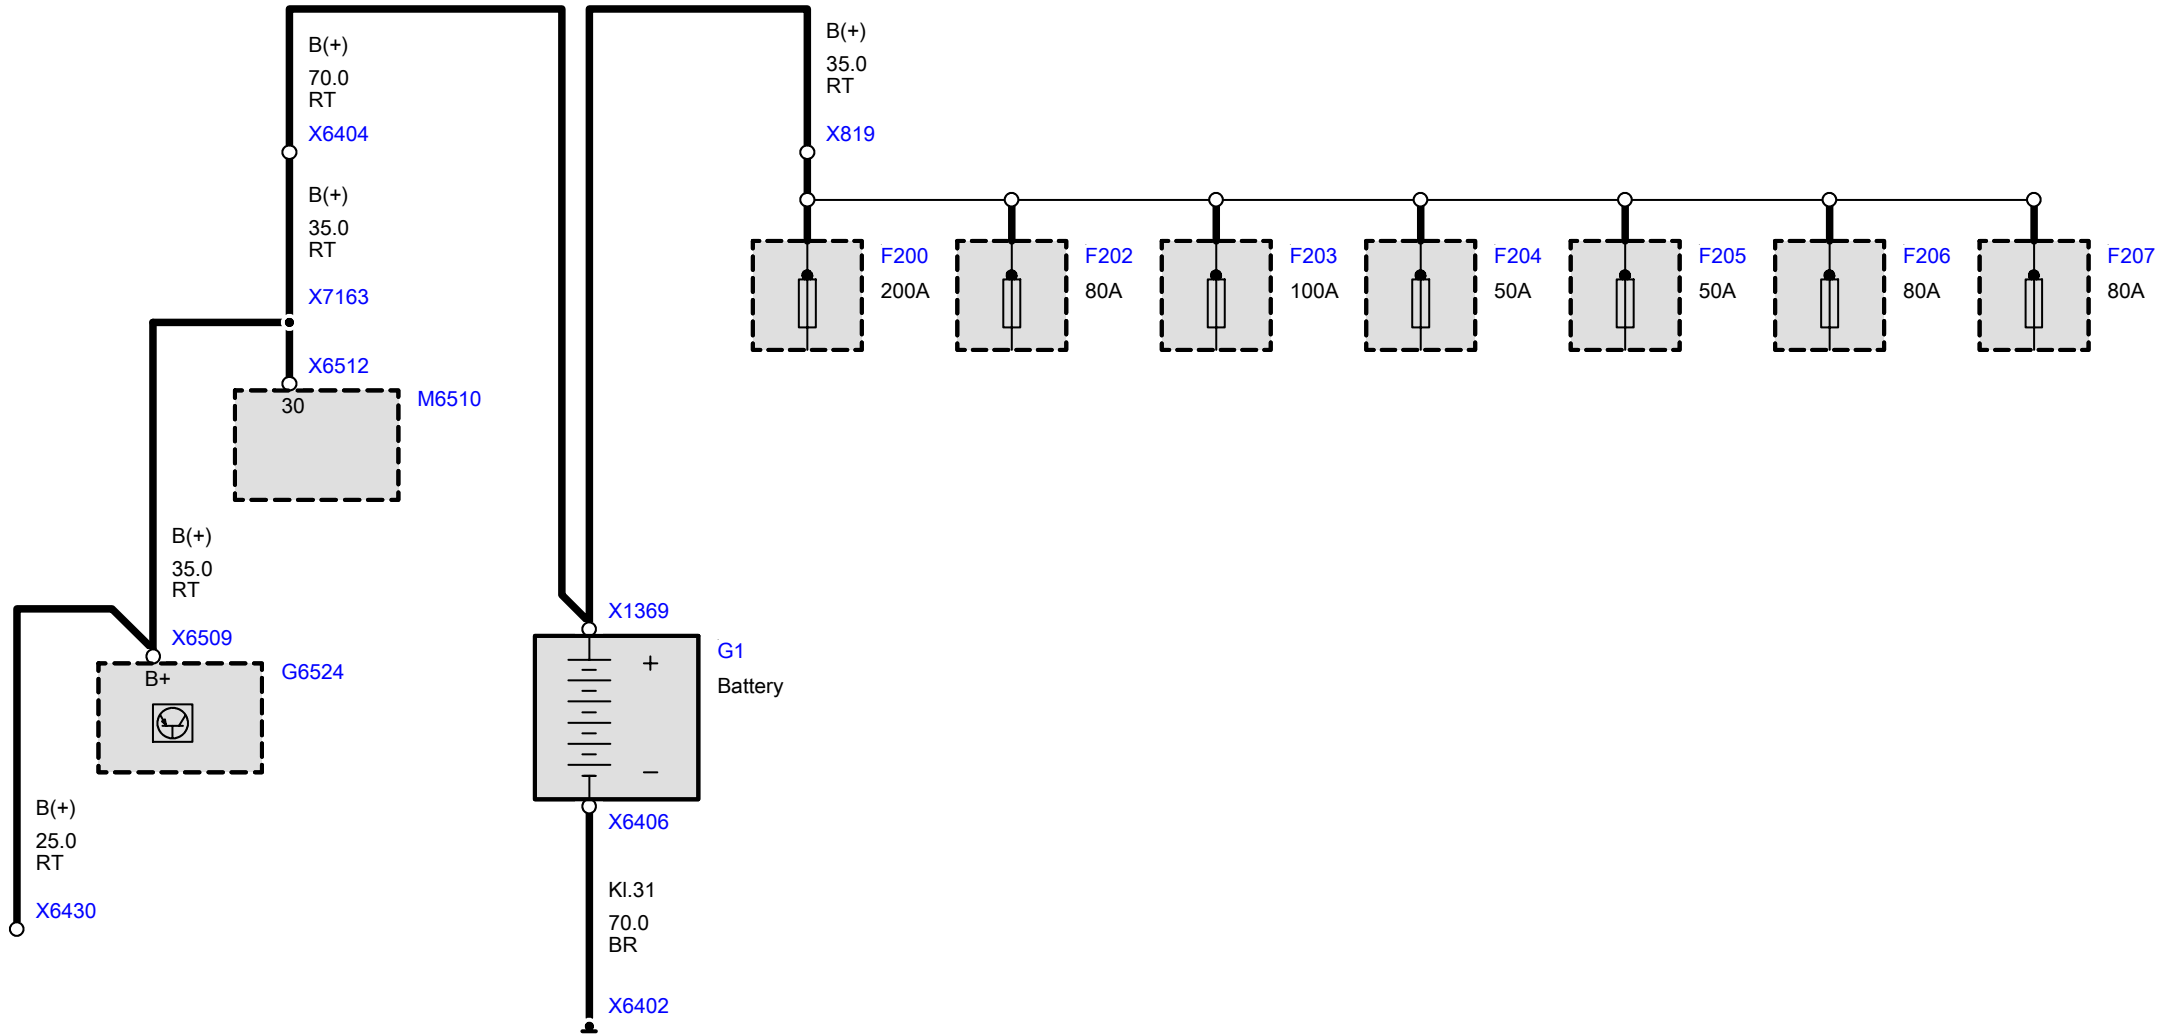 B(+)
70.0
RT
X6404
B(+)
35.0
RT
X7163
X6512
30
M6510
B(+)
35.0
RT
X6509
B+
G6524
B(+)
25.0
RT
X6430
X1369
+
G1
Battery
–
X6406
Kl.31
70.0
BR
X6402
B(+)
35.0
RT
X819
F200
200A
F202
80A
F203
100A
F204
50A
F205
50A
F206
80A
F207
80A